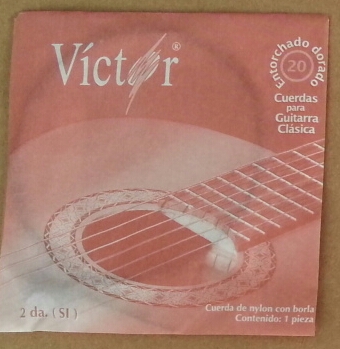 Víctor®
Entorchado dorado
20
Cuerdas
para
Guitarra
Clásica
2 da. (SI)
Cuerda de nylon con borla
Contenido: 1 pieza